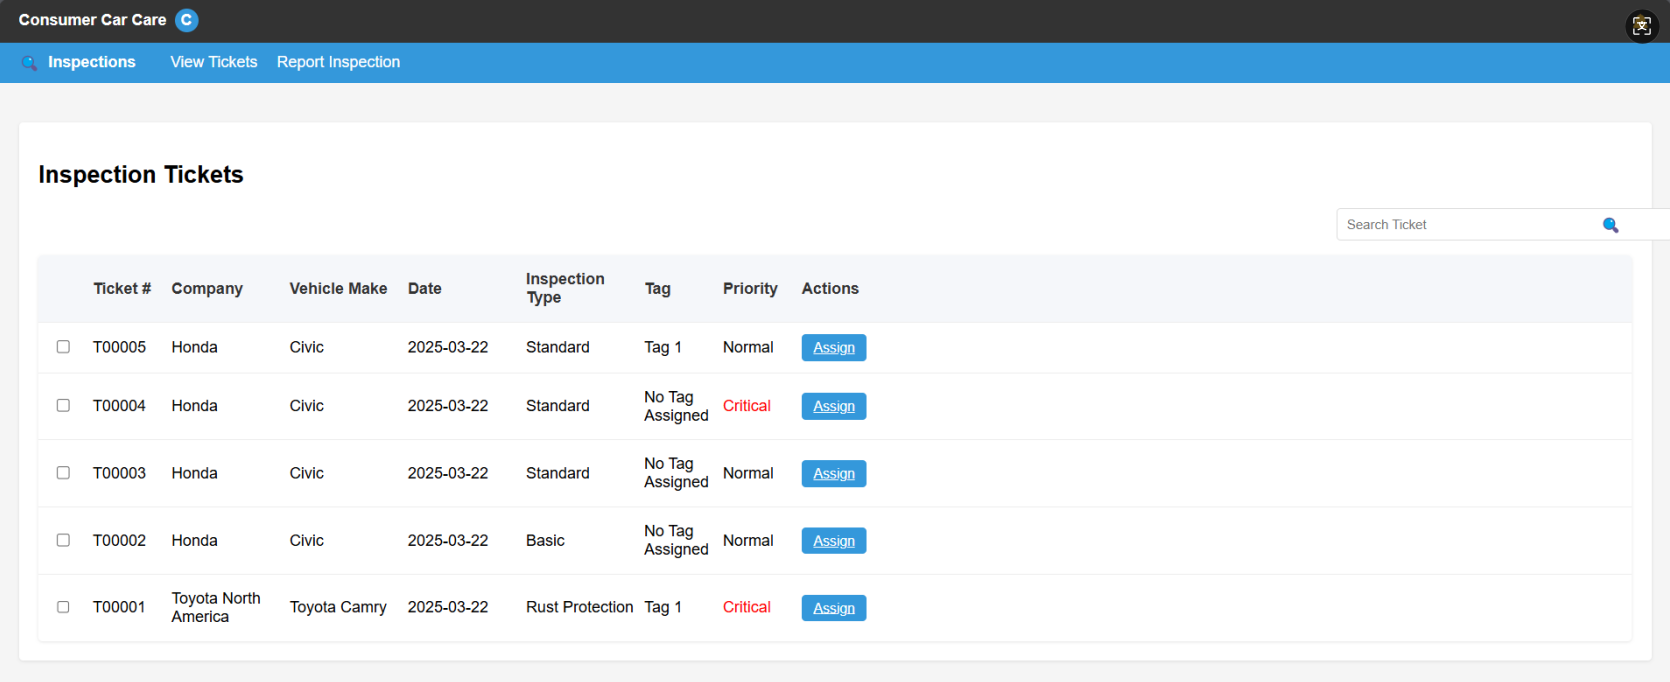 Consumer Car Care C
Inspections View Tickets Report Inspection
Inspection Tickets
Search Ticket
Ticket # Company Vehicle Make Date Inspection Type Tag Priority Actions
T00005 Honda Civic 2025-03-22 Standard Tag 1 Normal Assign
T00004 Honda Civic 2025-03-22 Standard No Tag Assigned Critical Assign
T00003 Honda Civic 2025-03-22 Standard No Tag Assigned Normal Assign
T00002 Honda Civic 2025-03-22 Basic No Tag Assigned Normal Assign
T00001 Toyota North America Toyota Camry 2025-03-22 Rust Protection Tag 1 Critical Assign